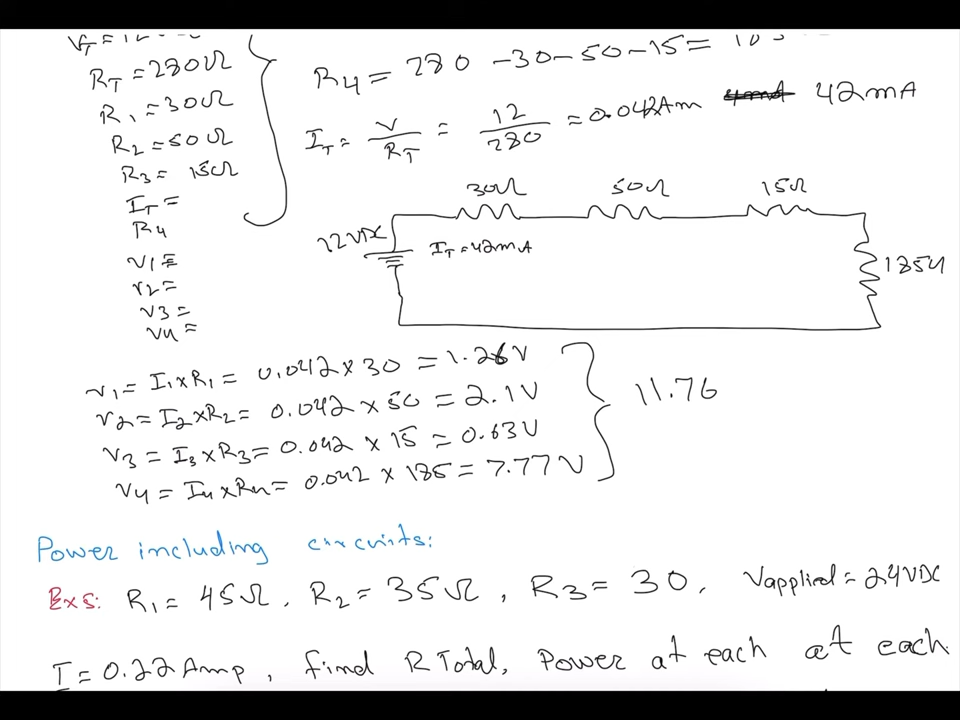 RT = 280Ω
R1 = 30Ω
R2 = 50Ω
R3 = 15Ω
IT =
R4
V1 =
V2 =
V3 =
V4 =
R4 = 280 - 30 - 50 - 15 =
IT = V/RT = 12/280 = 0.042 Am 42mA
30Ω 50Ω 15Ω
12VDC
IT = 42mA
185Ω
V1 = I1 x R1 = 0.042 x 30 = 1.26V
V2 = I2 x R2 = 0.042 x 50 = 2.1V
V3 = I3 x R3 = 0.042 x 15 = 0.63V
V4 = I4 x R4 = 0.042 x 185 = 7.77V
11.76
Power including circuits:
Exs: R1 = 45Ω, R2 = 35Ω, R3 = 30, Vapplied = 24VDC
I = 0.22 Amp, find R Total, Power at each at each